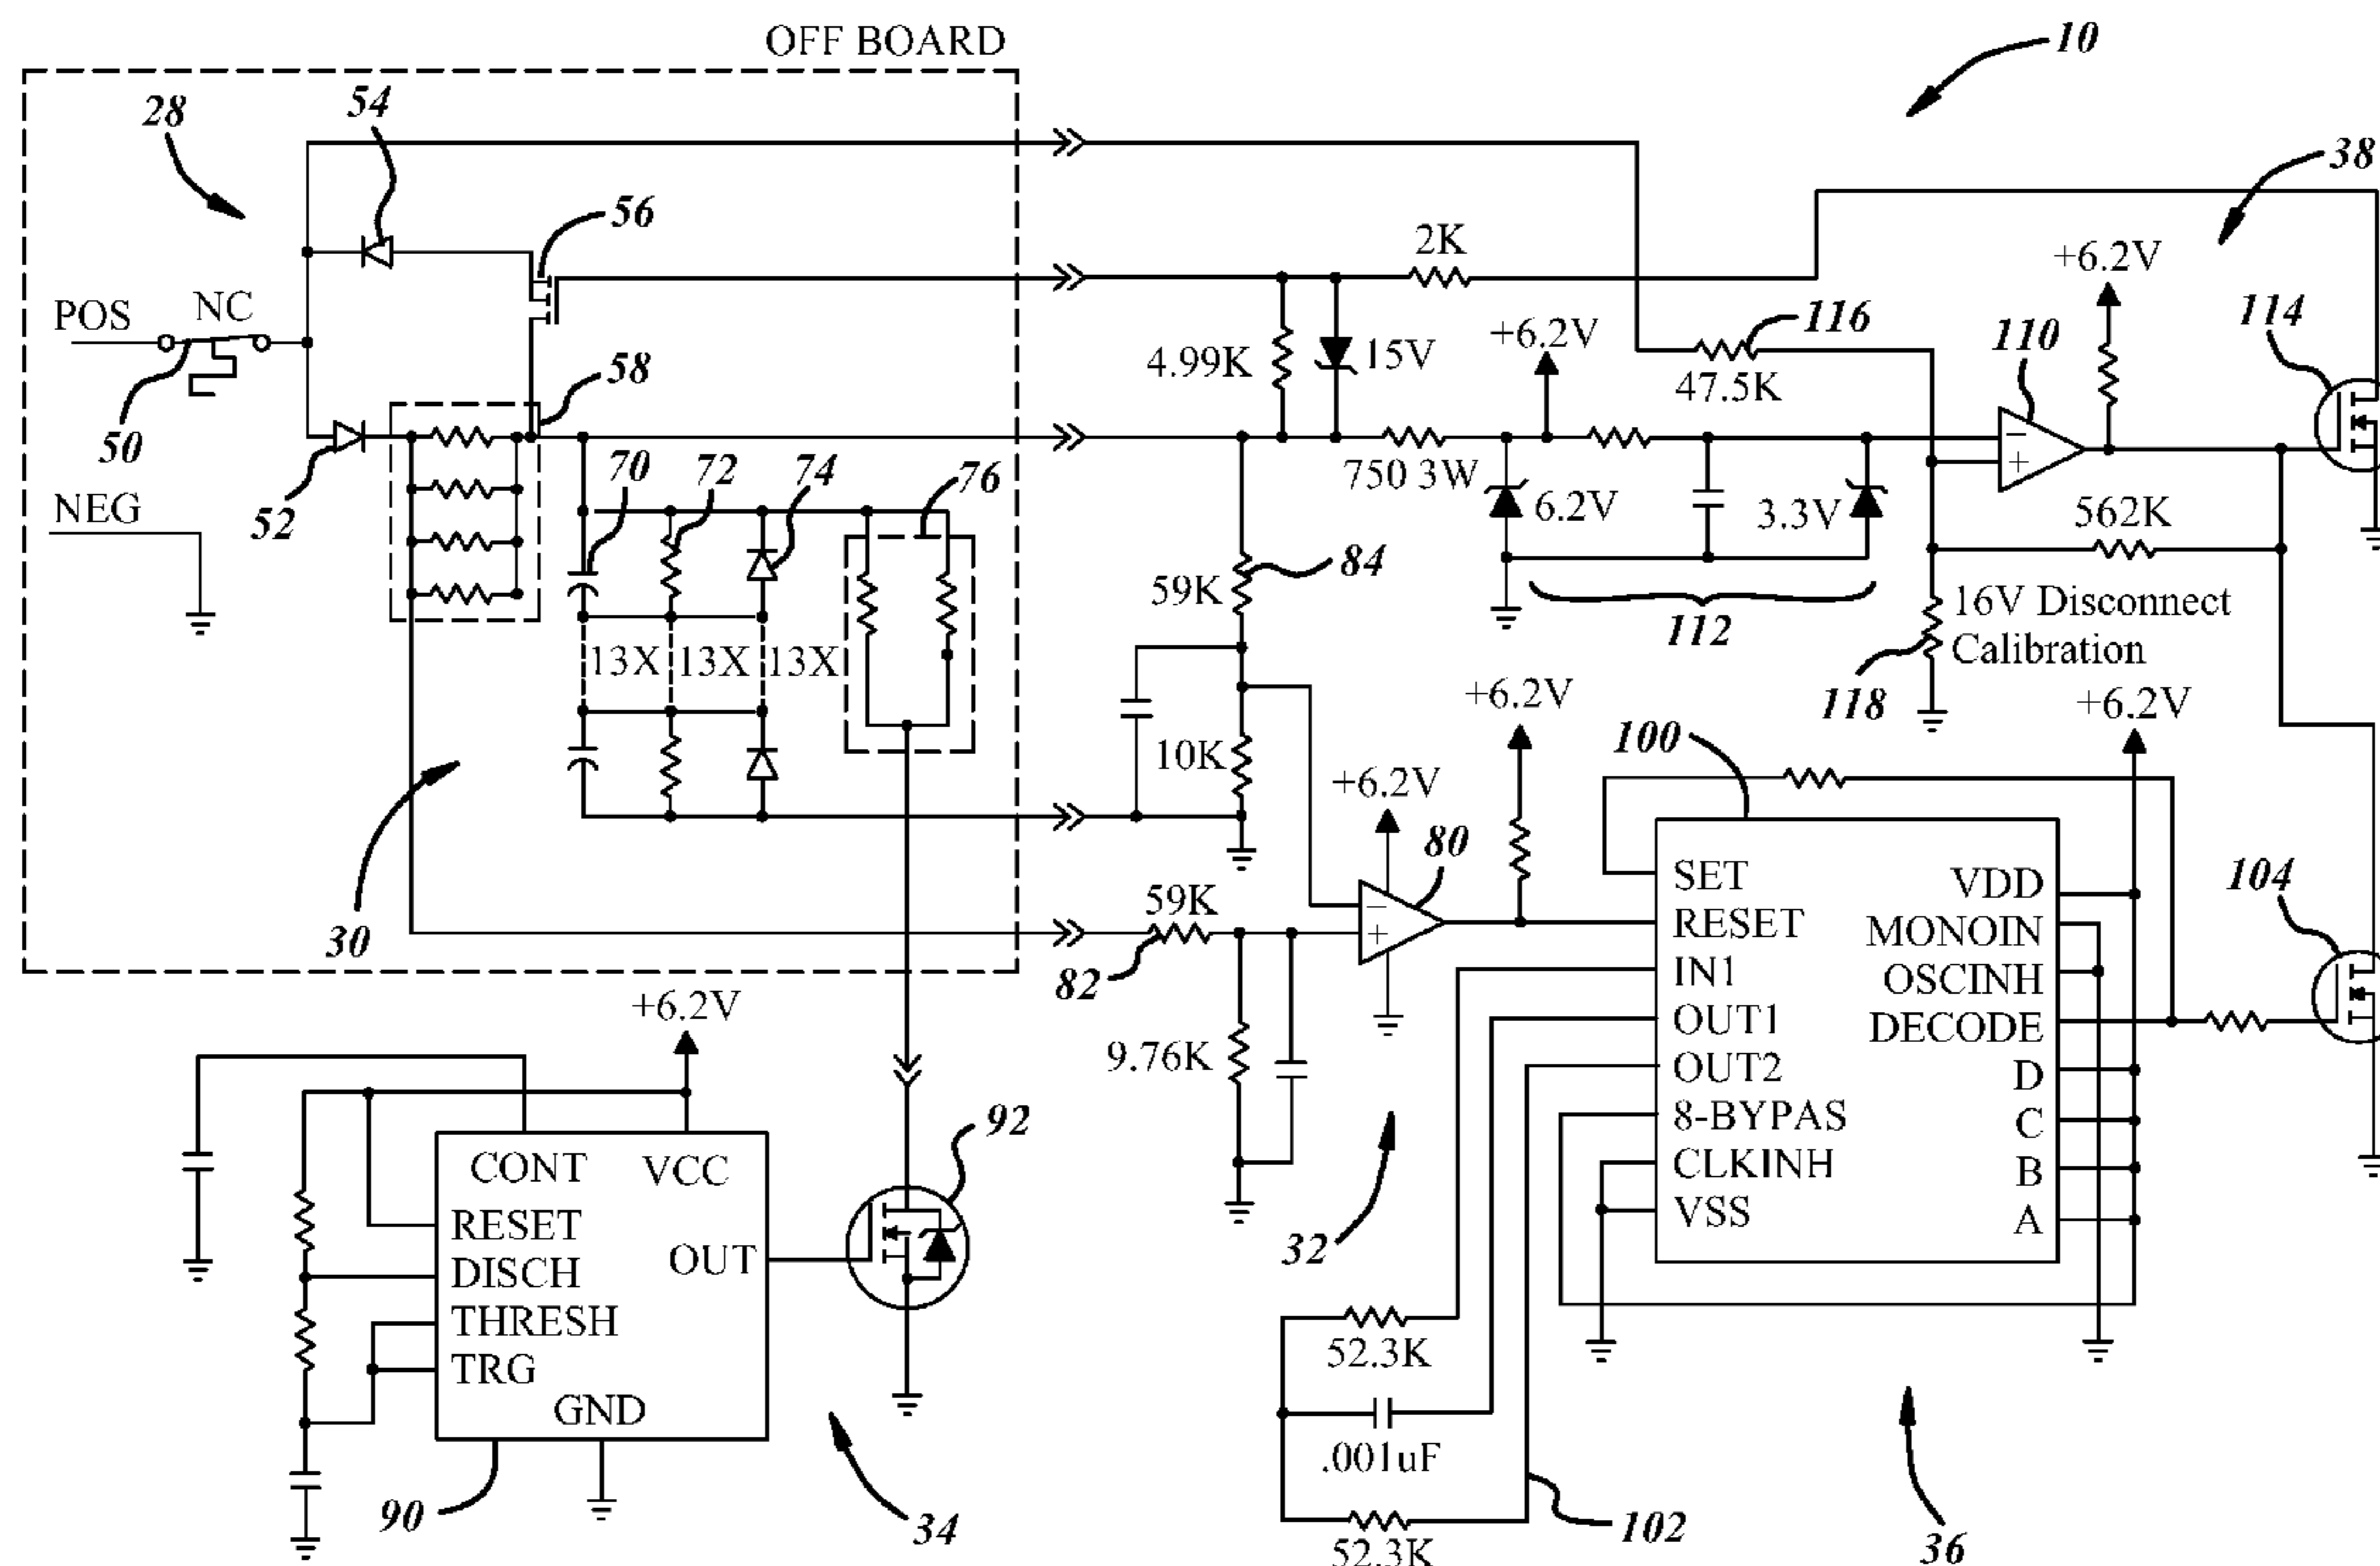 OFF BOARD
10
28
54
38
56
2K
+6.2V
114
POS
NC
+6.2V
116
110
4.99K
15V
47.5K
58
50
NEG
52
70
72
74
76
750 3W
6.2V
3.3V
−
+
562K
59K
84
112
16V Disconnect
Calibration
118
13X
13X
13X
+6.2V
+6.2V
100
10K
+6.2V
80
30
59K
82
−
+
SET
RESET
IN1
OUT1
OUT2
8-BYPAS
CLKINH
VSS
VDD
MONOIN
OSCINH
DECODE
D
C
B
A
104
+6.2V
9.76K
92
32
CONT
VCC
RESET
DISCH
THRESH
TRG
OUT
GND
90
34
52.3K
.001uF
52.3K
102
36